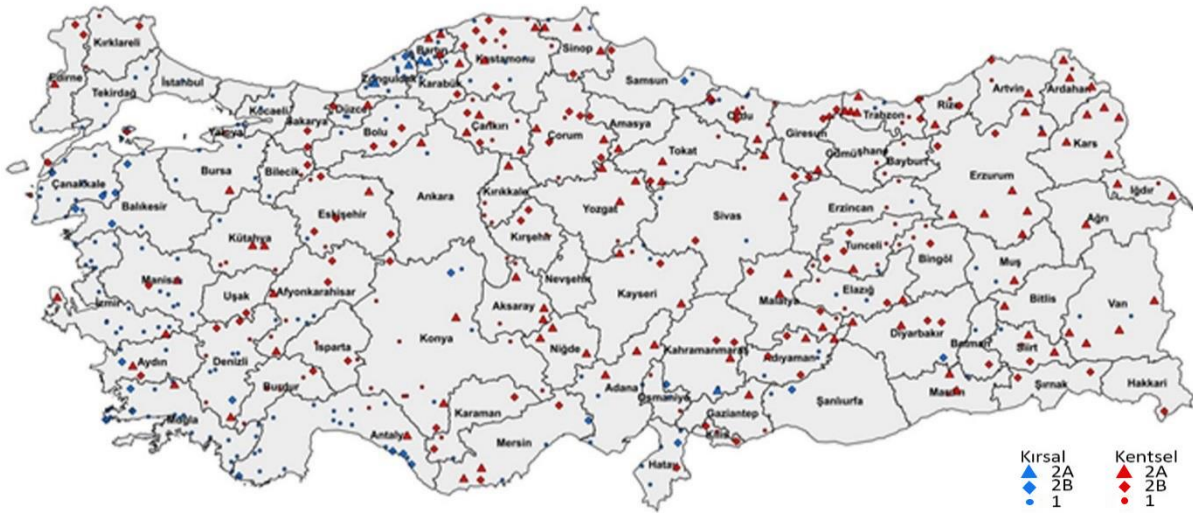 Kırklareli
Edirne
Tekirdağ
İstahbul
Kocaeli
Yalova
Sakarya
Düzce
Zonguldak
Bartın
Karabük
Kastamonu
Sinop
Samsun
Bolu
Çankırı
Çorum
Amasya
Ordu
Tokat
Giresun
Trabzon
Gümüşhane
Bayburt
Rize
Artvin
Ardahan
Kars
Iğdır
Ağrı
Erzurum
Erzincan
Çanakkale
Balıkesir
Bursa
Bilecik
Eskişehir
Ankara
Kırıkkale
Kırşehir
Yozgat
Sivas
Tunceli
Bingöl
Muş
Bitlis
Van
Kütahya
Manisa
Uşak
Afyonkarahisar
İzmir
Konya
Aksaray
Nevşehir
Kayseri
Malatya
Elazığ
Diyarbakır
Batman
Siirt
Aydın
Denizli
Isparta
Burdur
Niğde
Kahramanmaraş
Adıyaman
Mardin
Şırnak
Hakkari
Muğla
Antalya
Karaman
Mersin
Adana
Osmaniye
Gaziantep
Kilis
Şanlıurfa
Hatay
Kırsal
2A
2B
1
Kentsel
2A
2B
1